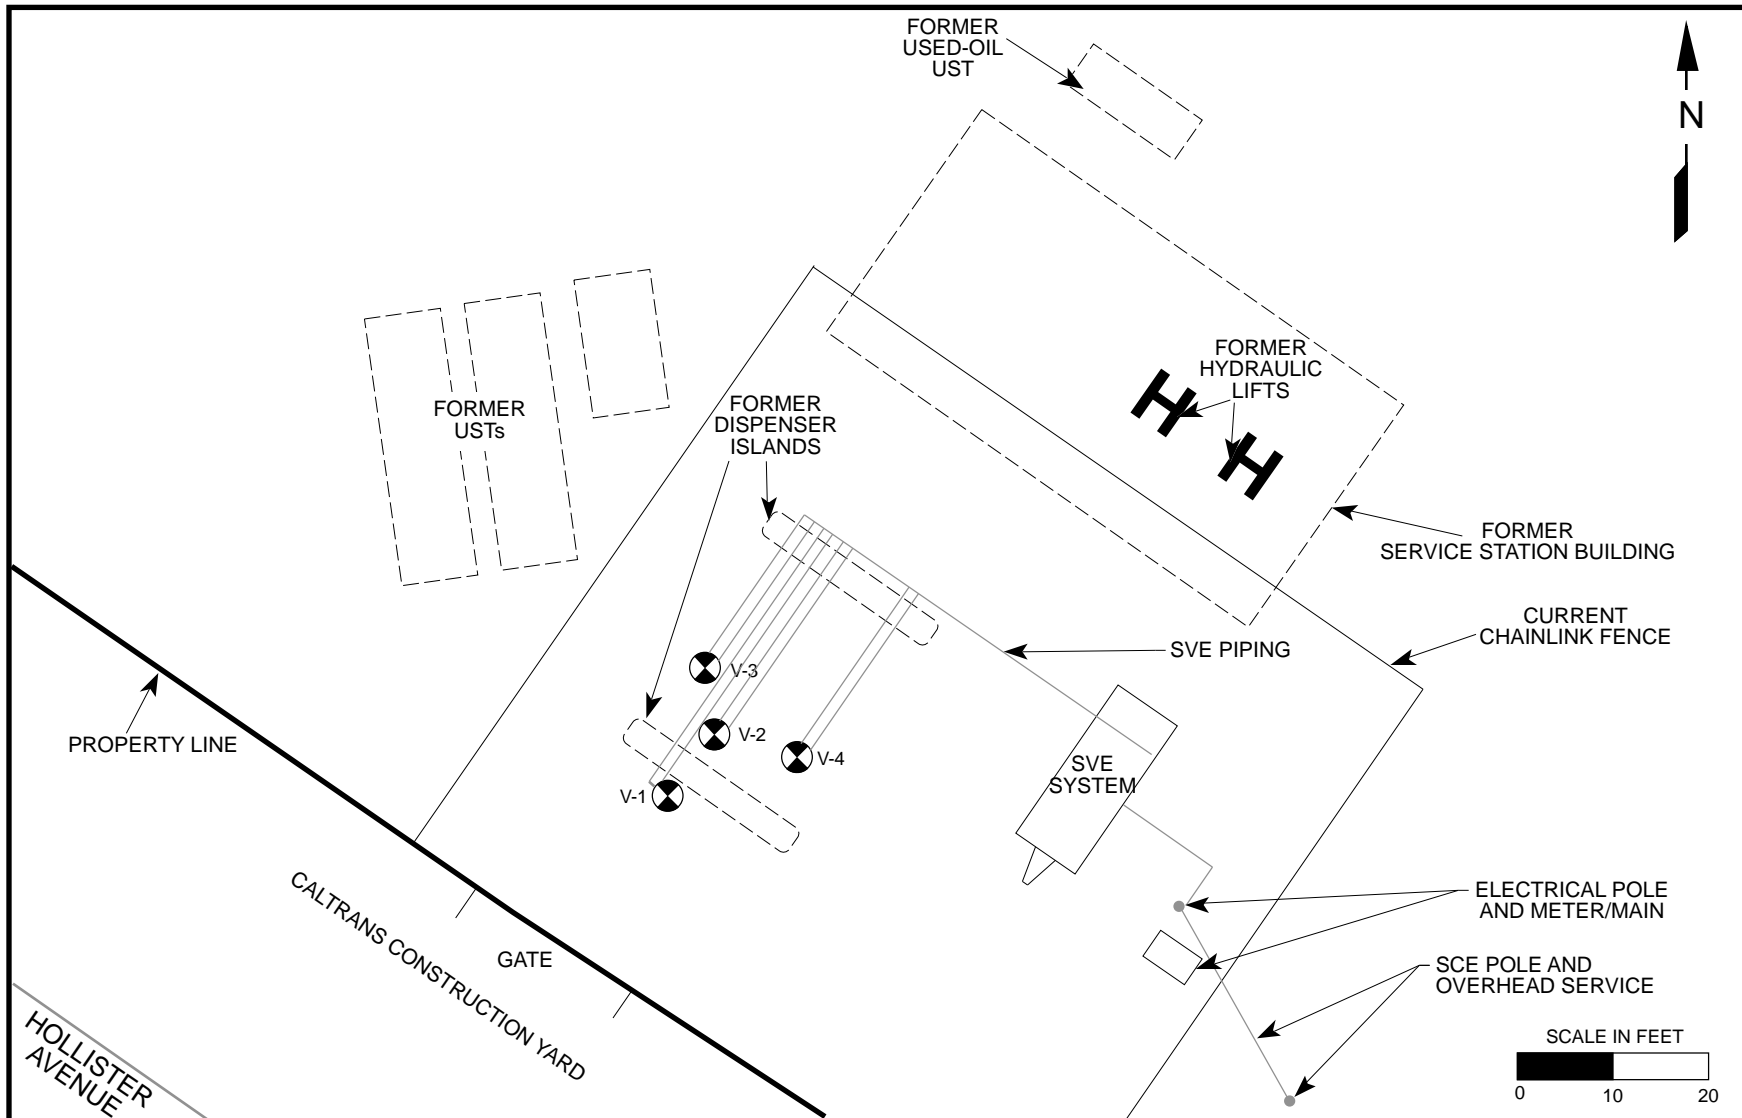 FORMER
USED-OIL
UST
N
FORMER
HYDRAULIC
LIFTS
FORMER
USTs
FORMER
DISPENSER
ISLANDS
FORMER
SERVICE STATION BUILDING
CURRENT
CHAINLINK FENCE
SVE PIPING
V-3
V-2
V-4
V-1
PROPERTY LINE
SVE
SYSTEM
ELECTRICAL POLE
AND METER/MAIN
CALTRANS CONSTRUCTION YARD
GATE
SCE POLE AND
OVERHEAD SERVICE
HOLLISTER
AVENUE
SCALE IN FEET
0 10 20